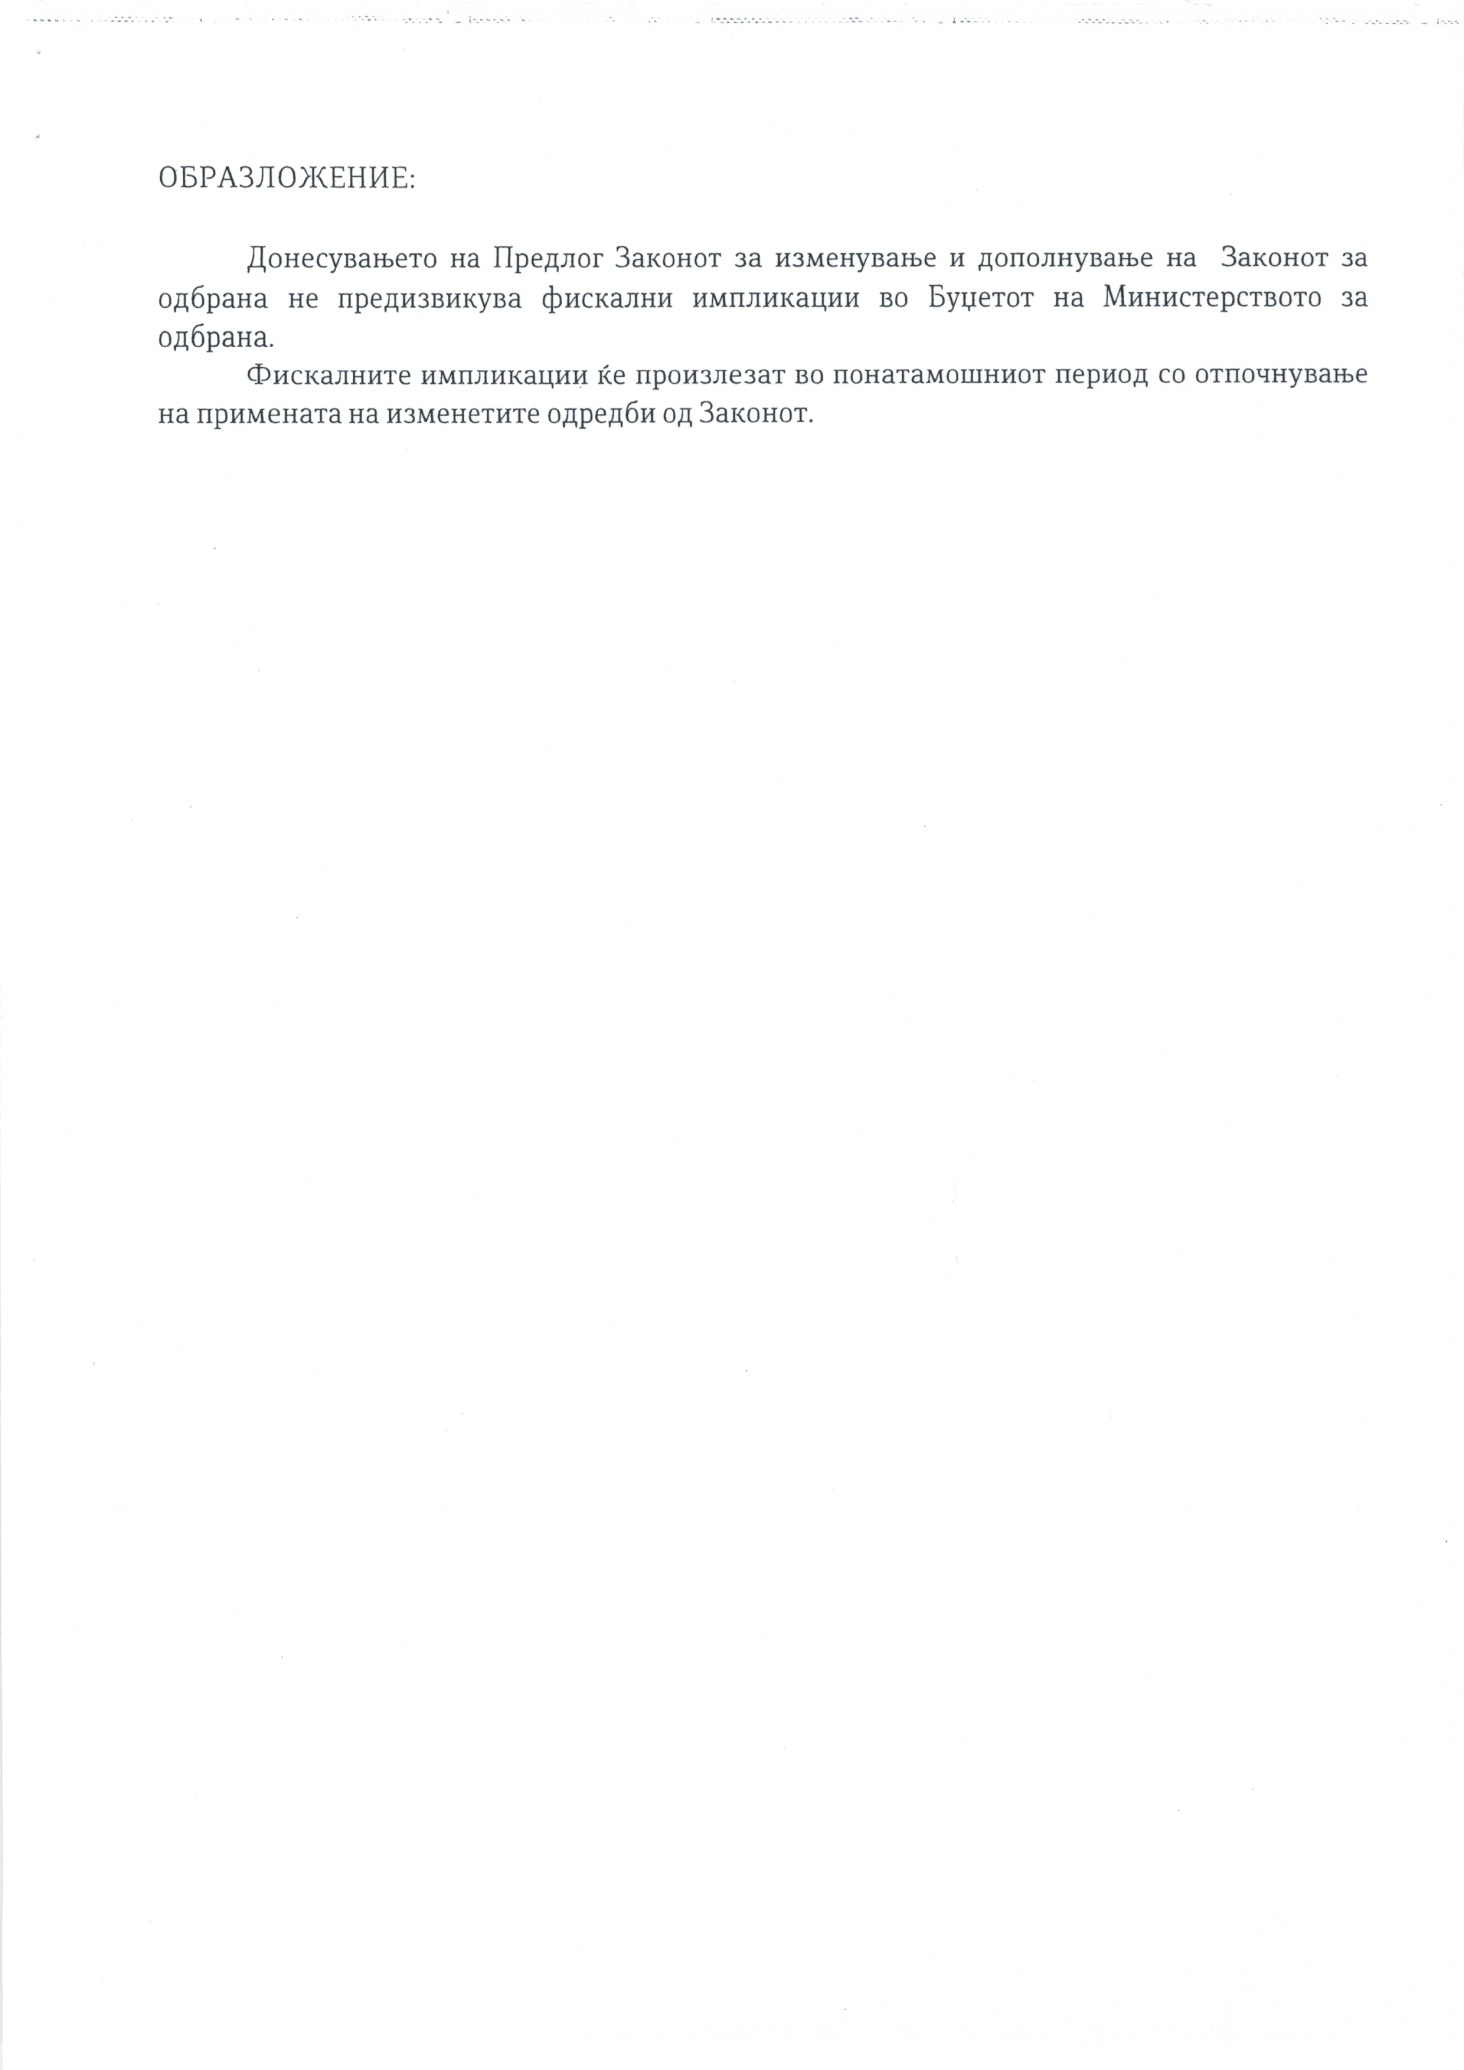 ОБРАЗЛОЖЕНИЕ:
Донесувањето на Предлог Законот за изменување и дополнување на Законот за
одбрана не предизвикува фискални импликации во Буџетот на Министерството за
одбрана.
Фискалните импликации ќе произлезат во понатамошниот период со отпочнување
на примената на изменетите одредби од Законот.